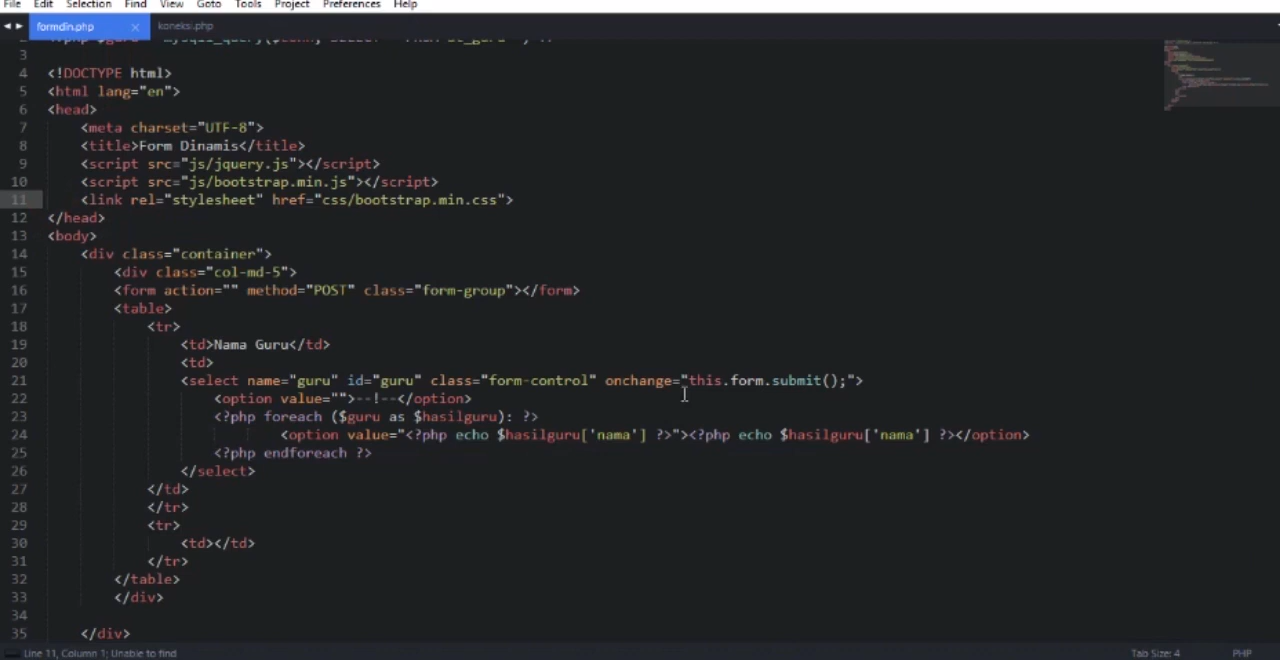 File Edit Selection Find View Goto Tools Project Preferences Help
formdin.php koneksi.php
3
4 <!DOCTYPE html>
5 <html lang="en">
6 <head>
7 <meta charset="UTF-8">
8 <title>Form Dinamis</title>
9 <script src="js/jquery.js"></script>
10 <script src="js/bootstrap.min.js"></script>
11 <link rel="stylesheet" href="css/bootstrap.min.css">
12 </head>
13 <body>
14 <div class="container">
15 <div class="col-md-5">
16 <form action="" method="POST" class="form-group"></form>
17 <table>
18 <tr>
19 <td>Nama Guru</td>
20 <td>
21 <select name="guru" id="guru" class="form-control" onchange="this.form.submit();">
22 <option value="">--!--</option>
23 <?php foreach ($guru as $hasilguru): ?>
24 <option value="<?php echo $hasilguru['nama'] ?>"><?php echo $hasilguru['nama'] ?></option>
25 <?php endforeach ?>
26 </select>
27 </td>
28 </tr>
29 <tr>
30 <td></td>
31 </tr>
32 </table>
33 </div>
34
35 </div>
Line 11, Column 1; Unable to find Tab Size: 4 PHP